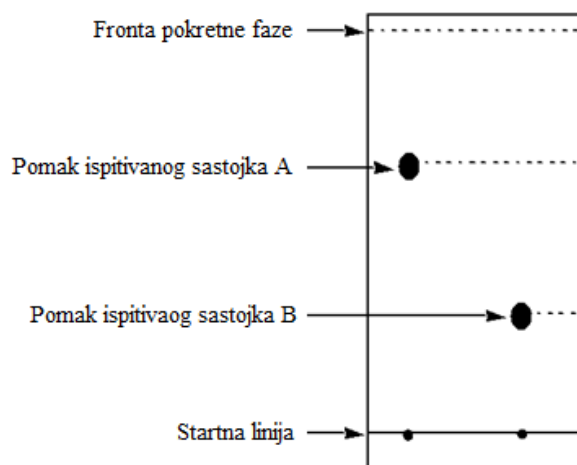 Fronta pokretne faze
Pomak ispitivanog sastojka A
Pomak ispitivaog sastojka B
Startna linija